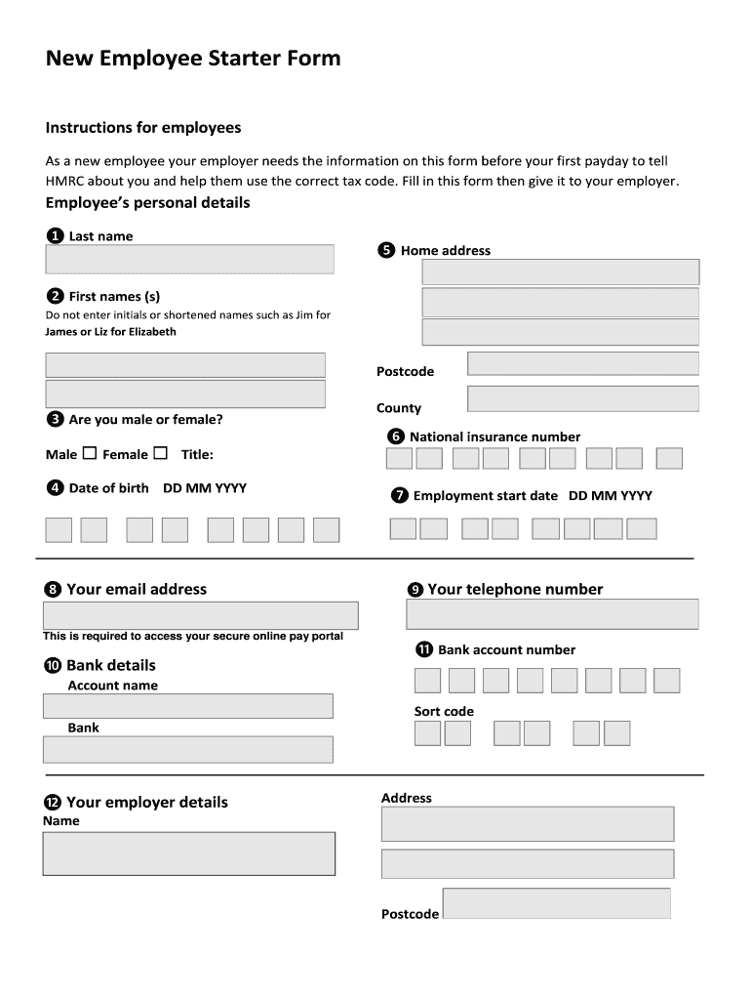 New Employee Starter Form
Instructions for employees
As a new employee your employer needs the information on this form before your first payday to tell
HMRC about you and help them use the correct tax code. Fill in this form then give it to your employer.
Employee’s personal details
❶ Last name
❷ First names (s)
Do not enter initials or shortened names such as Jim for
James or Liz for Elizabeth
❸ Are you male or female?
Male ☐ Female ☐ Title:
❹ Date of birth DD MM YYYY
❺ Home address
Postcode
County
❻ National insurance number
❼ Employment start date DD MM YYYY
❽ Your email address
This is required to access your secure online pay portal
❾ Your telephone number
❿ Bank details
Account name
Bank
⓫ Bank account number
Sort code
⓬ Your employer details
Name
Address
Postcode